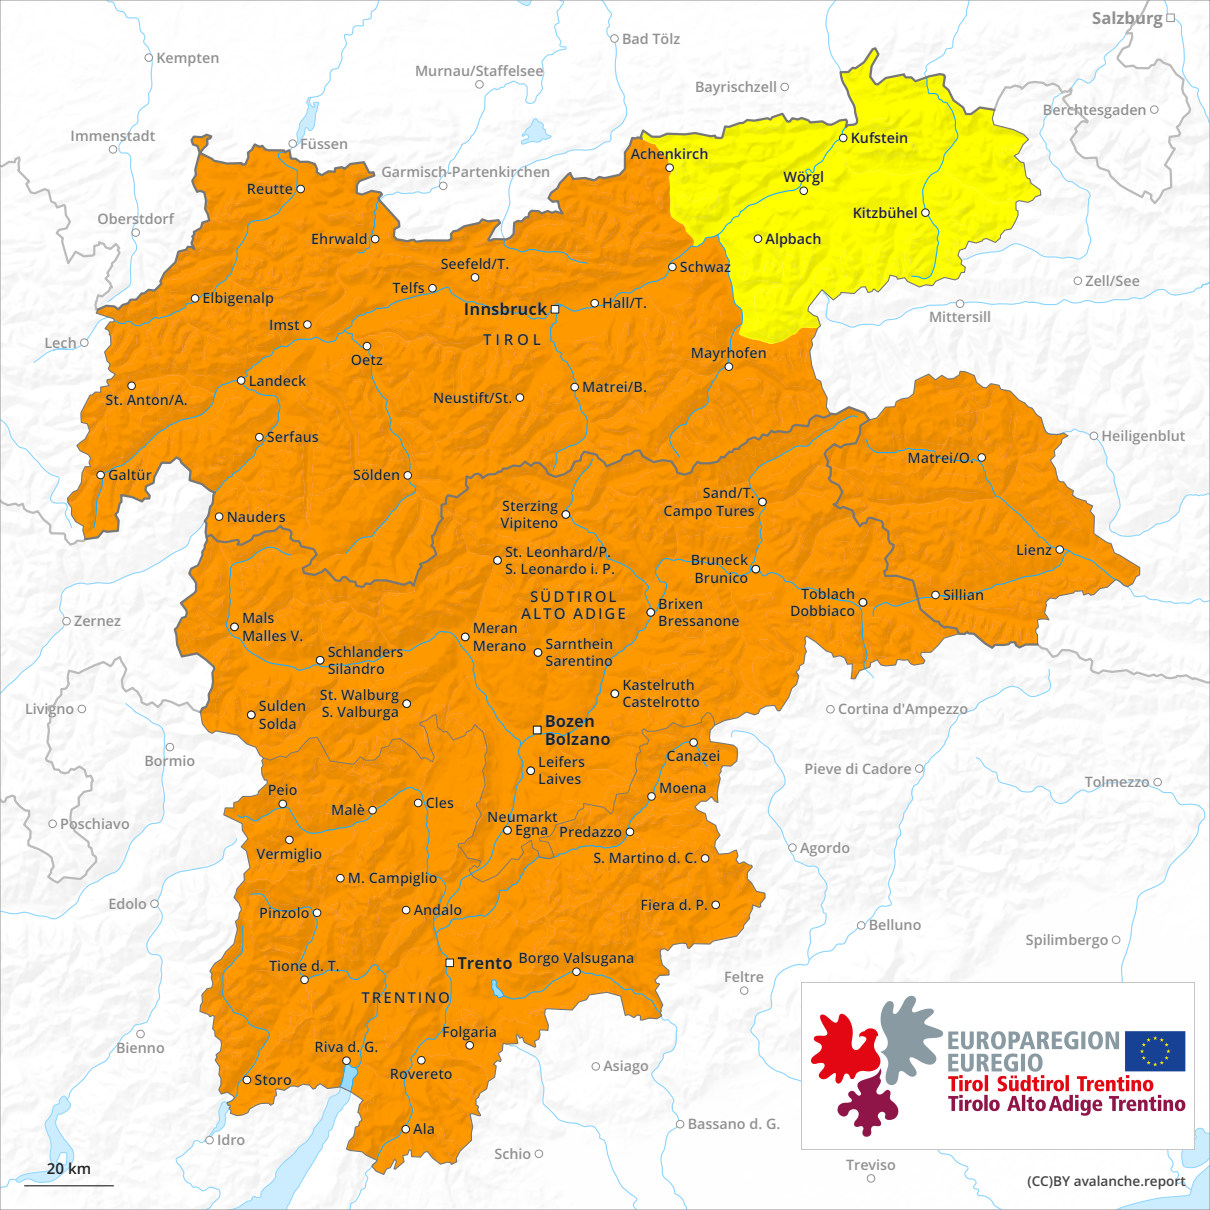 Salzburg
Bad Tölz
Kempten
Murnau/Staffelsee
Bayrischzell
Berchtesgaden
Immenstadt
Füssen
Kufstein
Achenkirch
Garmisch-Partenkirchen
Wörgl
Reutte
Oberstdorf
Kitzbühel
Ehrwald
Alpbach
Seefeld/T.
Schwaz
Zell/See
Telfs
Elbigenalp
Hall/T.
Innsbruck
Mittersill
Imst
TIROL
Lech
Oetz
Mayrhofen
Landeck
Matrei/B.
St. Anton/A.
Neustift/St.
Serfaus
Heiligenblut
Matrei/O.
Galtür
Sölden
Sand/T.
Campo Tures
Nauders
Sterzing
Vipiteno
St. Leonhard/P.
S. Leonardo i. P.
Lienz
Bruneck
Brunico
SÜDTIROL
ALTO ADIGE
Toblach
Dobbiaco
Sillian
Brixen
Bressanone
Zernez
Mals
Malles V.
Meran
Merano
Sarnthein
Sarentino
Schlanders
Silandro
Kastelruth
Castelrotto
St. Walburg
S. Valburga
Sulden
Solda
Livigno
Cortina d'Ampezzo
Bozen
Bolzano
Bormio
Canazei
Leifers
Laives
Pieve di Cadore
Tolmezzo
Peio
Moena
Malè
Cles
Poschiavo
Neumarkt
Egna
Predazzo
Vermiglio
S. Martino d. C.
Agordo
M. Campiglio
Edolo
Pinzolo
Andalo
Fiera d. P.
Belluno
Spilimbergo
Trento
Borgo Valsugana
Tione d. T.
Feltre
TRENTINO
Folgaria
Bienno
Riva d. G.
Rovereto
Asiago
Storo
Ala
Bassano d. G.
Idro
Schio
Treviso
EUROPAREGION
EUREGIO
Tirol Südtirol Trentino
Tirolo Alto Adige Trentino
20 km
(CC)BY avalanche.report